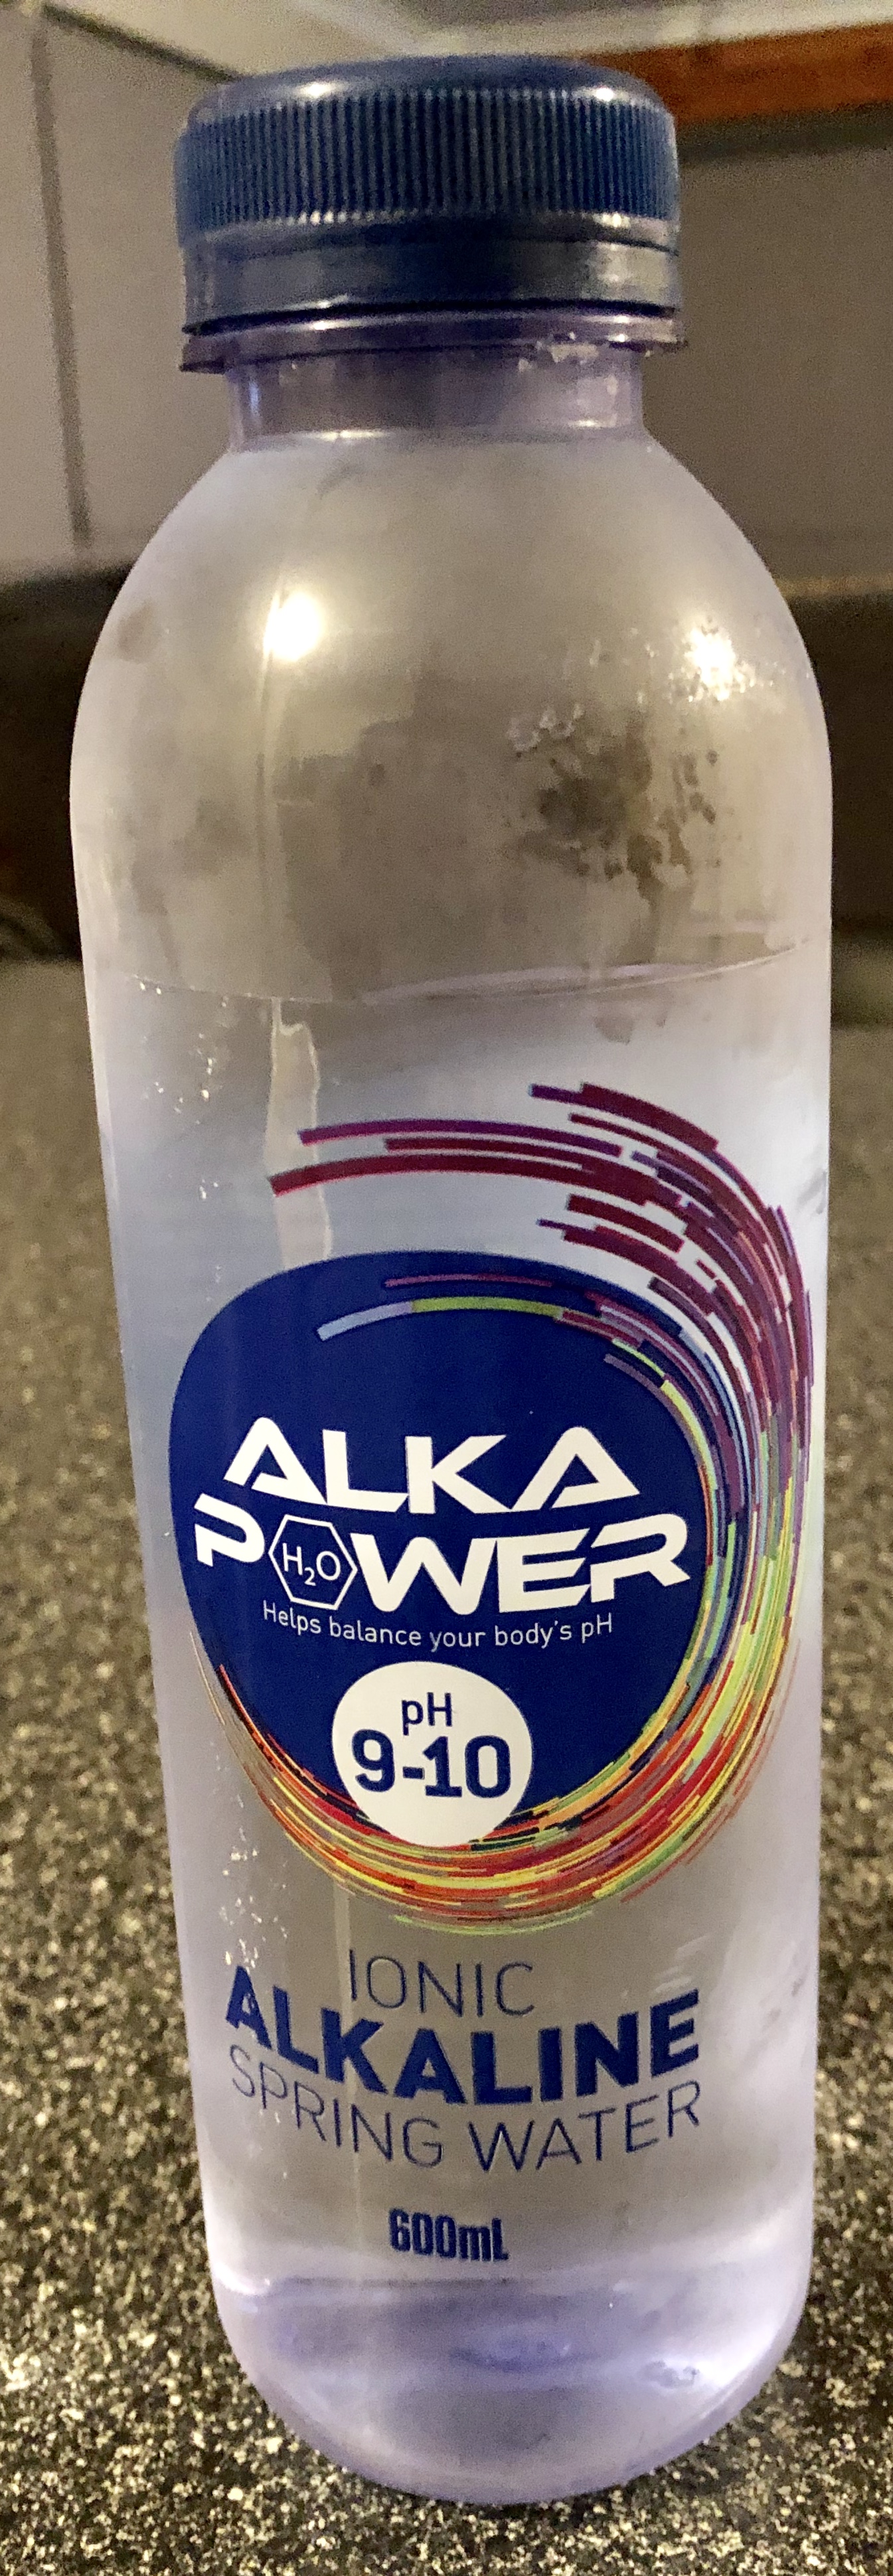 ALKA
POWER
H₂O
Helps balance your body's pH
pH
9-10
IONIC
ALKALINE
SPRING WATER
600mL